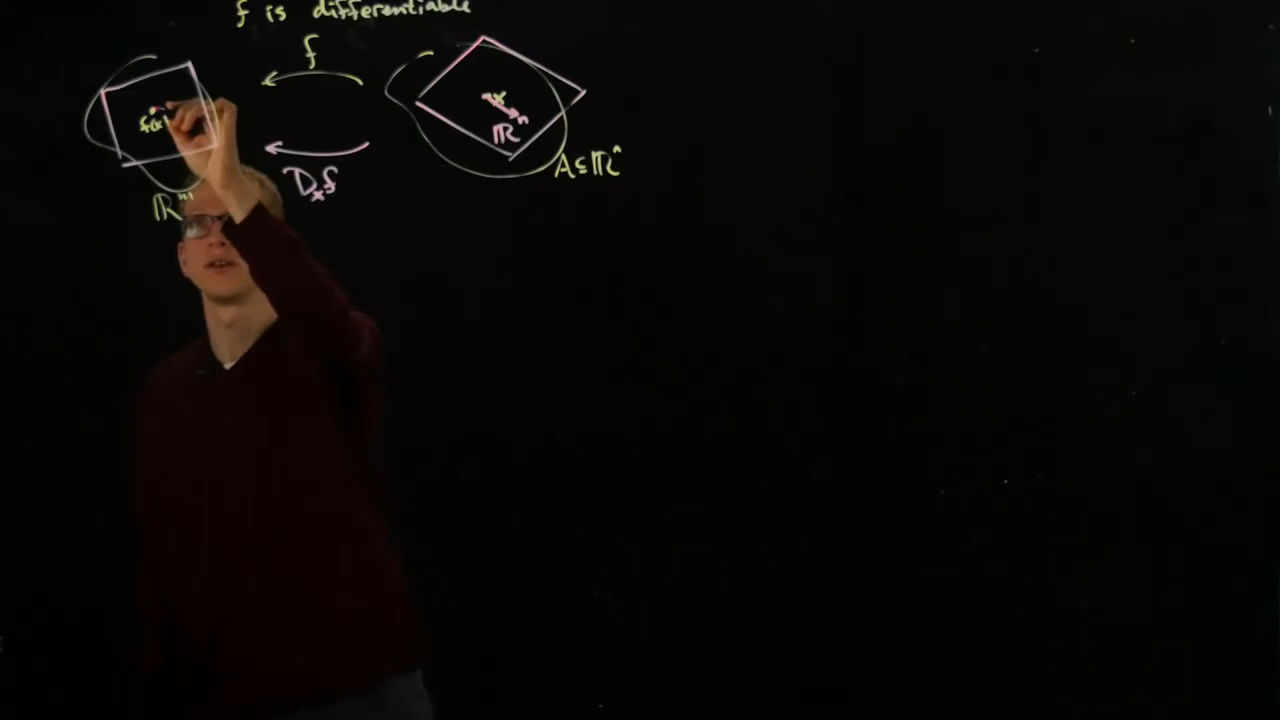 f is differentiable
f
f(x)
x
ℝⁿ
Dₓf
A⊆ℝⁿ
ℝᵐ